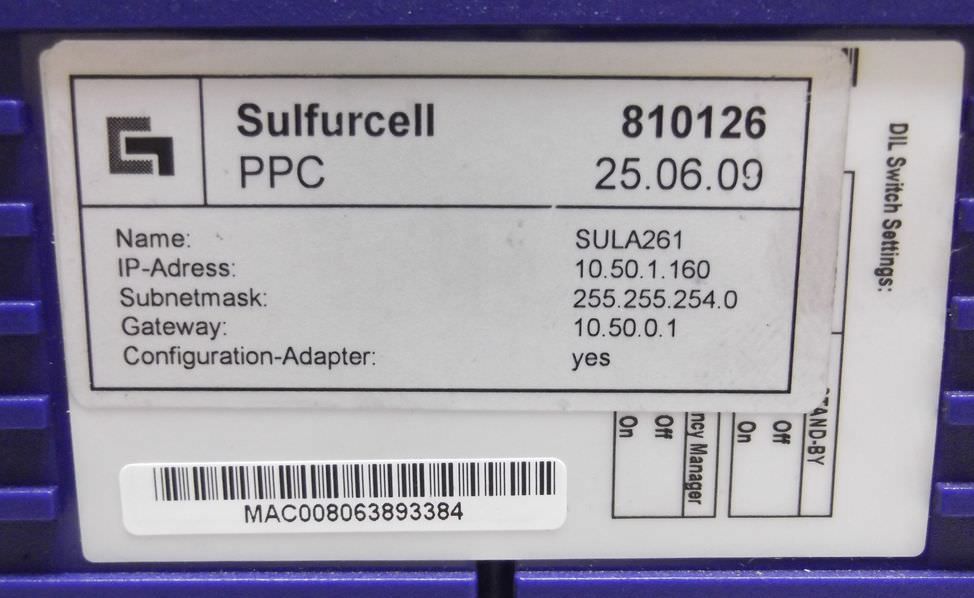 Sulfurcell 810126
PPC 25.06.09
Name: SULA261
IP-Adress: 10.50.1.160
Subnetmask: 255.255.254.0
Gateway: 10.50.0.1
Configuration-Adapter: yes
MAC008063893384
DIL Switch Settings:
TAND-BY
Off
On
ncy Manager
Off
On